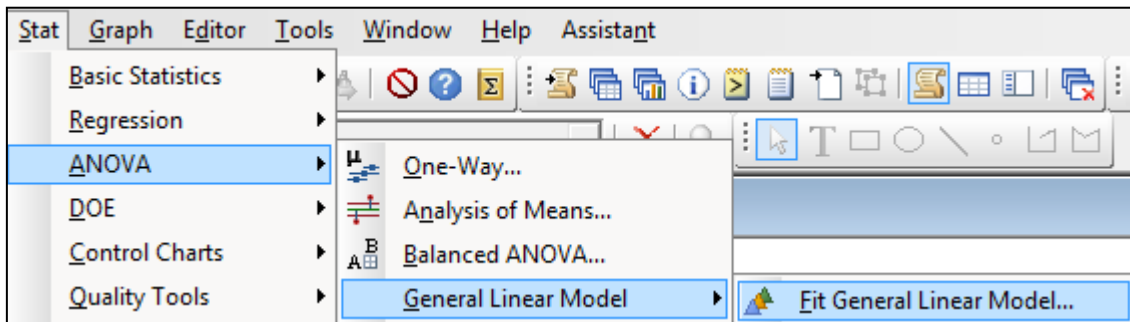 Stat Graph Editor Tools Window Help Assistant
Basic Statistics
Regression
ANOVA
DOE
Control Charts
Quality Tools
μ One-Way...
Analysis of Means...
A B Balanced ANOVA...
General Linear Model
Fit General Linear Model...
? Σ i > T